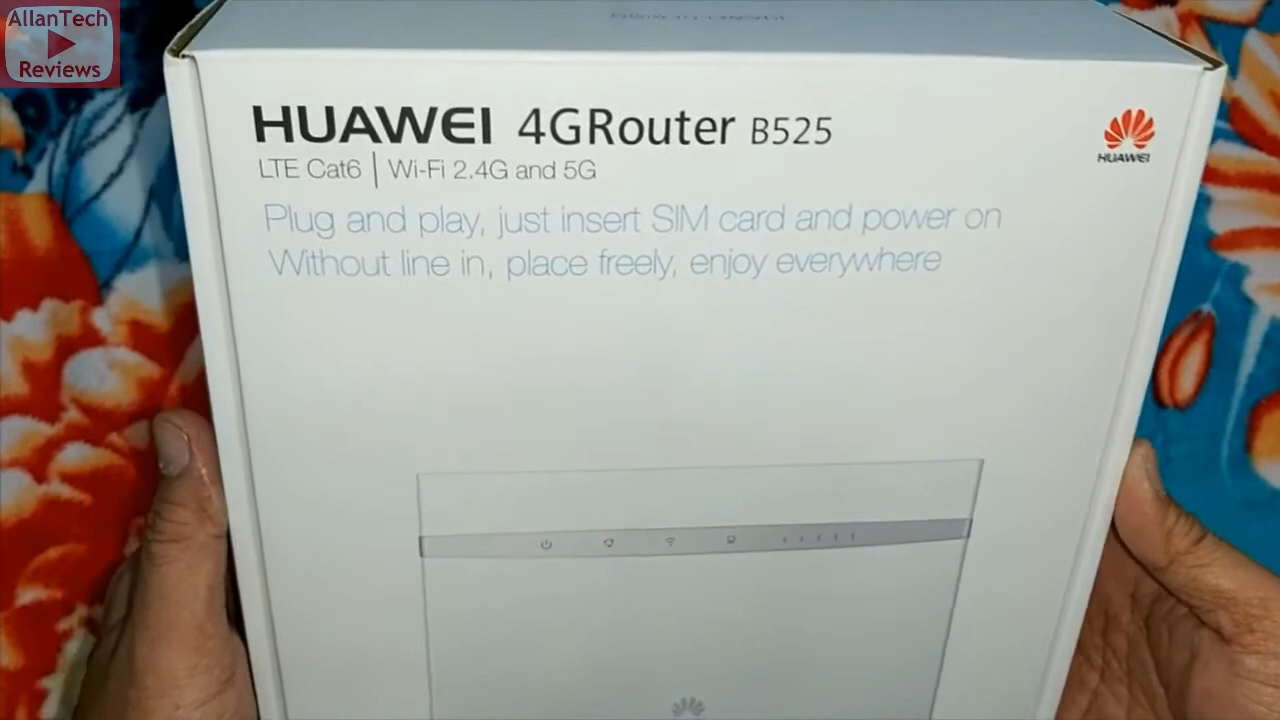 AllanTech
Reviews
HUAWEI 4GRouter B525
LTE Cat6 | Wi-Fi 2.4G and 5G
HUAWEI
Plug and play, just insert SIM card and power on
Without line in, place freely, enjoy everywhere